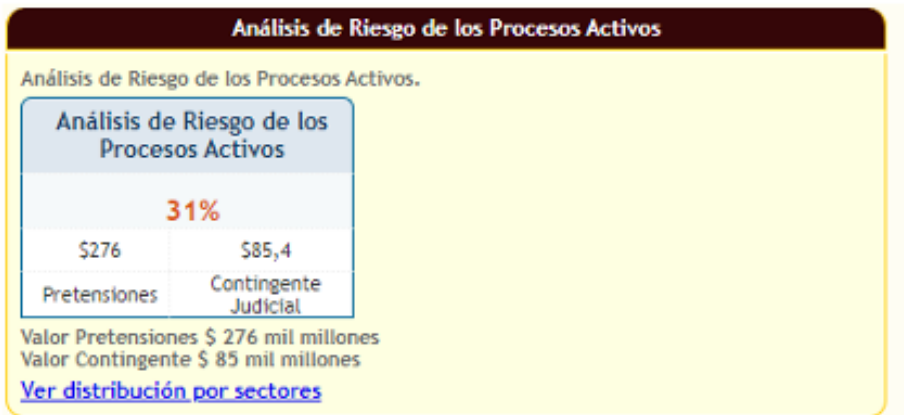 Análisis de Riesgo de los Procesos Activos
Análisis de Riesgo de los Procesos Activos.
Análisis de Riesgo de los
Procesos Activos
31%
$276 $85,4
Pretensiones Contingente
Judicial
Valor Pretensiones $ 276 mil millones
Valor Contingente $ 85 mil millones
Ver distribución por sectores